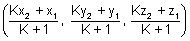 (Kx₂ + x₁/K + 1, Ky₂ + y₁/K + 1, Kz₂ + z₁/K + 1)